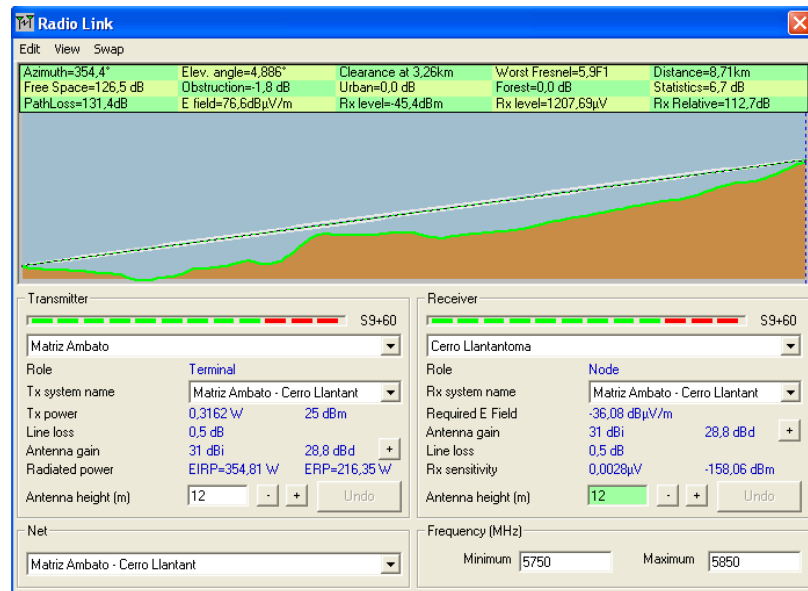 Radio Link
Edit View Swap
Azimuth=354,4° Elev. angle=4,886° Clearance at 3,26km Worst Fresnel=5,9F1 Distance=8,71km
Free Space=126,5 dB Obstruction=-1,8 dB Urban=0,0 dB Forest=0,0 dB Statistics=6,7 dB
PathLoss=131,4dB E field=76,6dBµV/m Rx level=-45,4dBm Rx level=1207,69µV Rx Relative=112,7dB
Transmitter
S9+60
Matriz Ambato
Role Terminal
Tx system name Matriz Ambato - Cerro Llantant
Tx power 0,3162 W 25 dBm
Line loss 0,5 dB
Antenna gain 31 dBi 28,8 dBd +
Radiated power EIRP=354,81 W ERP=216,35 W
Antenna height (m) 12 - + Undo
Receiver
S9+60
Cerro Llantantoma
Role Node
Rx system name Matriz Ambato - Cerro Llantant
Required E Field -36,08 dBµV/m
Antenna gain 31 dBi 28,8 dBd +
Line loss 0,5 dB
Rx sensitivity 0,0028µV -158,06 dBm
Antenna height (m) 12 - + Undo
Net
Matriz Ambato - Cerro Llantant
Frequency (MHz)
Minimum 5750 Maximum 5850